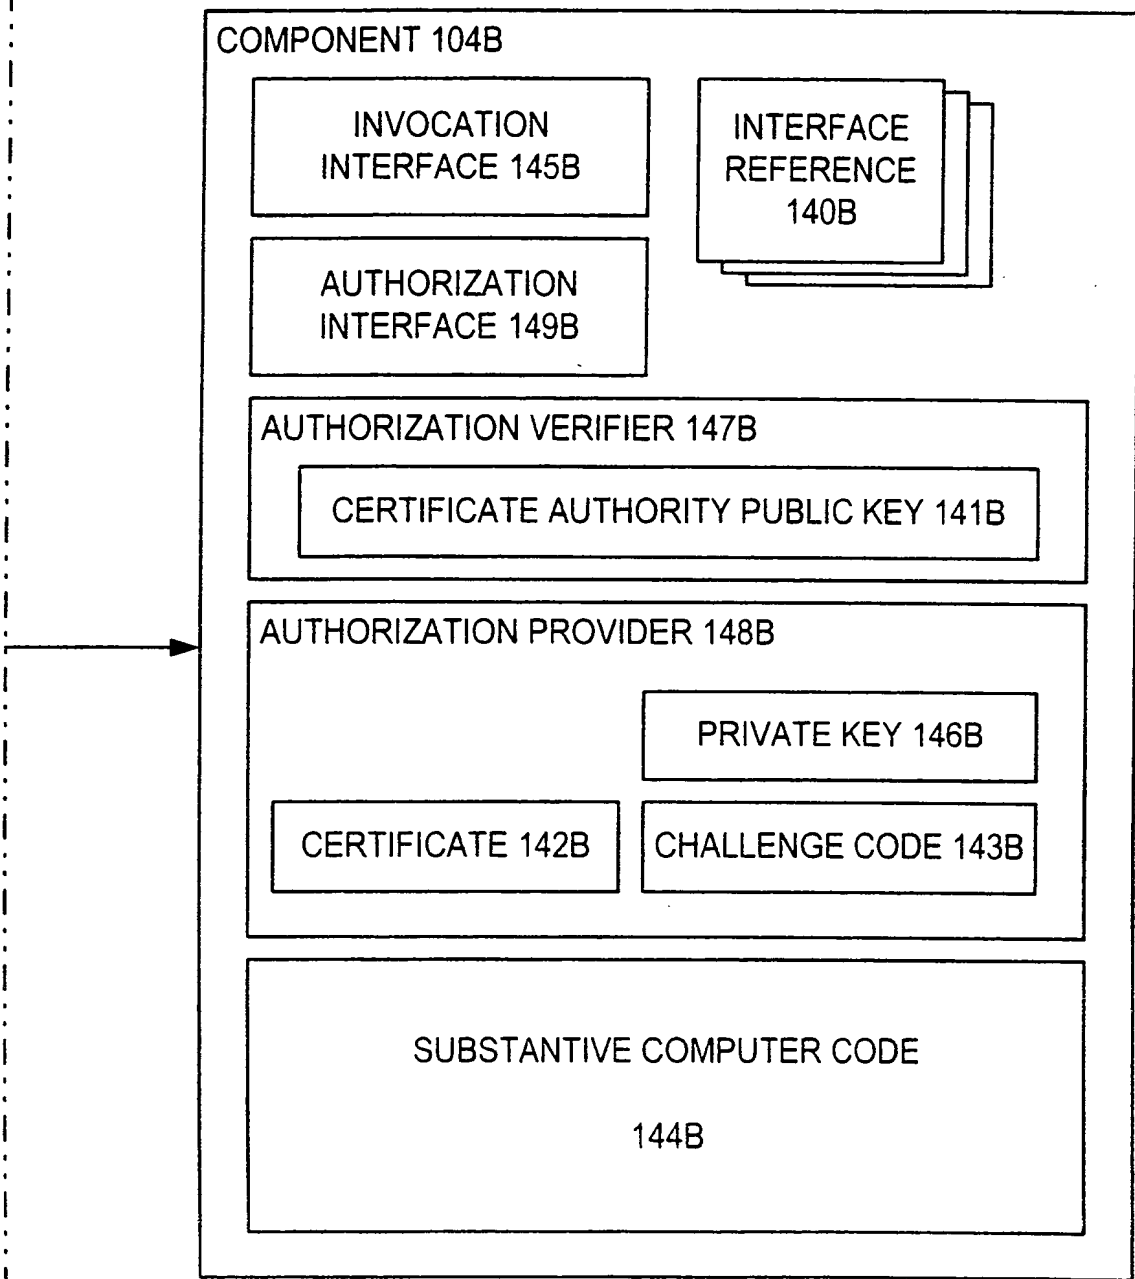 COMPONENT 104B
INVOCATION
INTERFACE 145B
INTERFACE
REFERENCE
140B
AUTHORIZATION
INTERFACE 149B
AUTHORIZATION VERIFIER 147B
CERTIFICATE AUTHORITY PUBLIC KEY 141B
AUTHORIZATION PROVIDER 148B
PRIVATE KEY 146B
CERTIFICATE 142B
CHALLENGE CODE 143B
SUBSTANTIVE COMPUTER CODE
144B